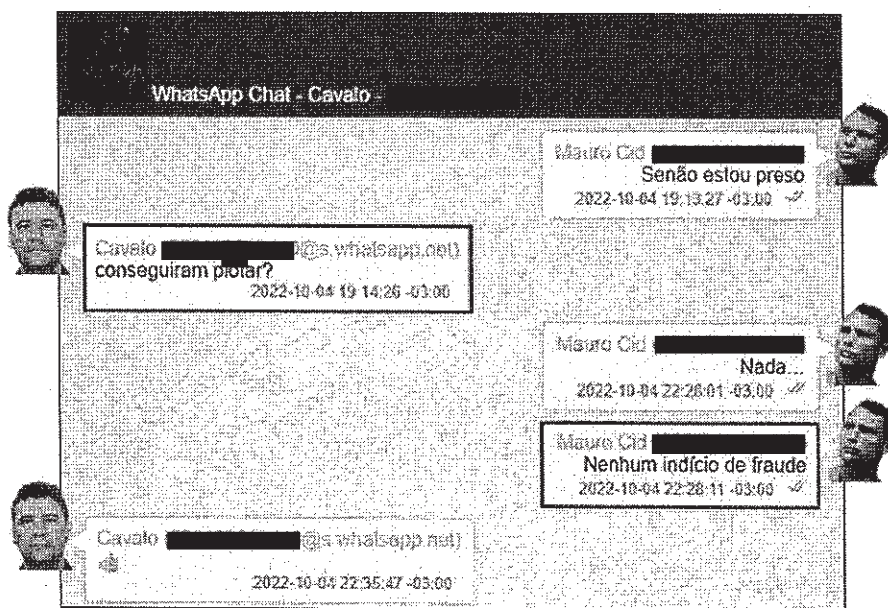 WhatsApp Chat - Cavalo -
Mauro Cid
Senão estou preso
2022-10-04 19:13:27 -03:00
Cavalo @s.whatsapp.net)
conseguiram plotar?
2022-10-04 19:14:26 -03:00
Mauro Cid
Nada...
2022-10-04 22:28:01 -03:00
Mauro Cid
Nenhum indício de fraude
2022-10-04 22:28:11 -03:00
Cavalo @s.whatsapp.net)
2022-10-04 22:35:47 -03:00